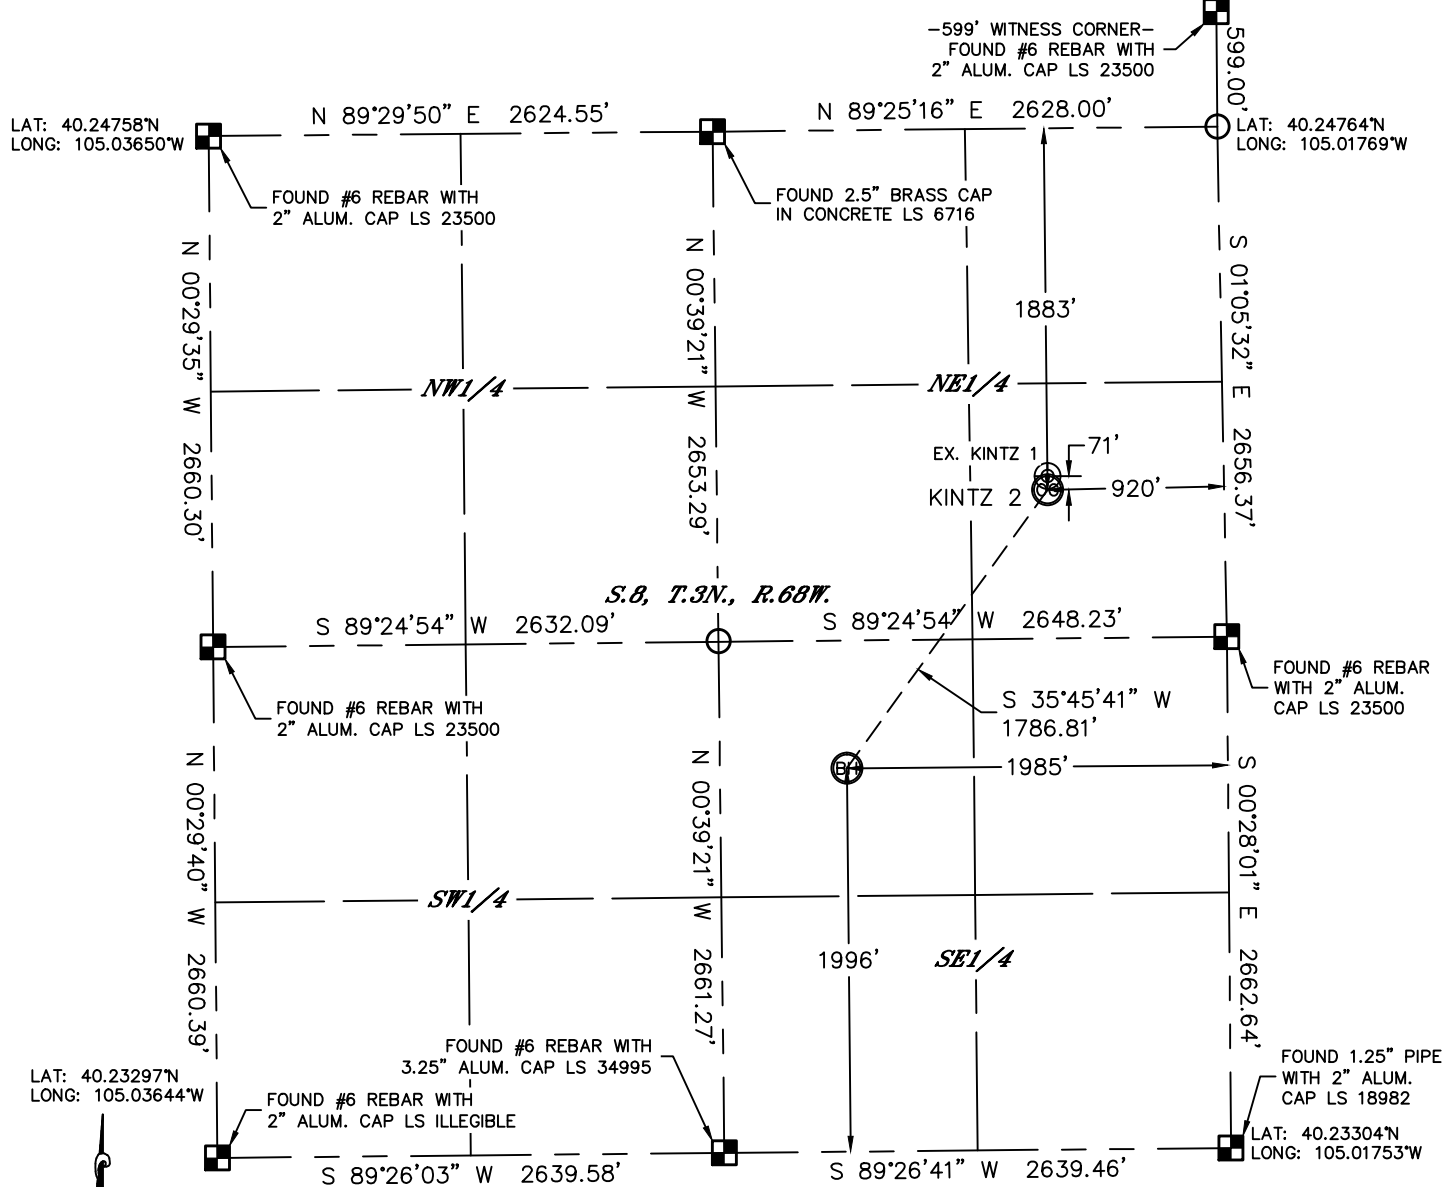 -599' WITNESS CORNER-
FOUND #6 REBAR WITH
2" ALUM. CAP LS 23500
599.00'
LAT: 40.24758°N
LONG: 105.03650°W
N 89°29'50" E 2624.55'
N 89°25'16" E 2628.00'
LAT: 40.24764°N
LONG: 105.01769°W
FOUND #6 REBAR WITH
2" ALUM. CAP LS 23500
FOUND 2.5" BRASS CAP
IN CONCRETE LS 6716
N 00°29'35" W 2660.30'
N 00°39'21" W 2653.29'
1883'
S 01°05'32" E 2656.37'
NW1/4
NE1/4
EX. KINTZ 1
71'
KINTZ 2
920'
S.8, T.3N., R.68W.
S 89°24'54" W 2632.09'
S 89°24'54" W 2648.23'
FOUND #6 REBAR
WITH 2" ALUM.
CAP LS 23500
FOUND #6 REBAR WITH
2" ALUM. CAP LS 23500
S 35°45'41" W
1786.81'
BH
1985'
N 00°29'40" W 2660.39'
N 00°39'21" W 2661.27'
S 00°28'01" E 2662.64'
SW1/4
1996'
SE1/4
FOUND #6 REBAR WITH
3.25" ALUM. CAP LS 34995
FOUND 1.25" PIPE
WITH 2" ALUM.
CAP LS 18982
LAT: 40.23297°N
LONG: 105.03644°W
FOUND #6 REBAR WITH
2" ALUM. CAP LS ILLEGIBLE
LAT: 40.23304°N
LONG: 105.01753°W
S 89°26'03" W 2639.58'
S 89°26'41" W 2639.46'